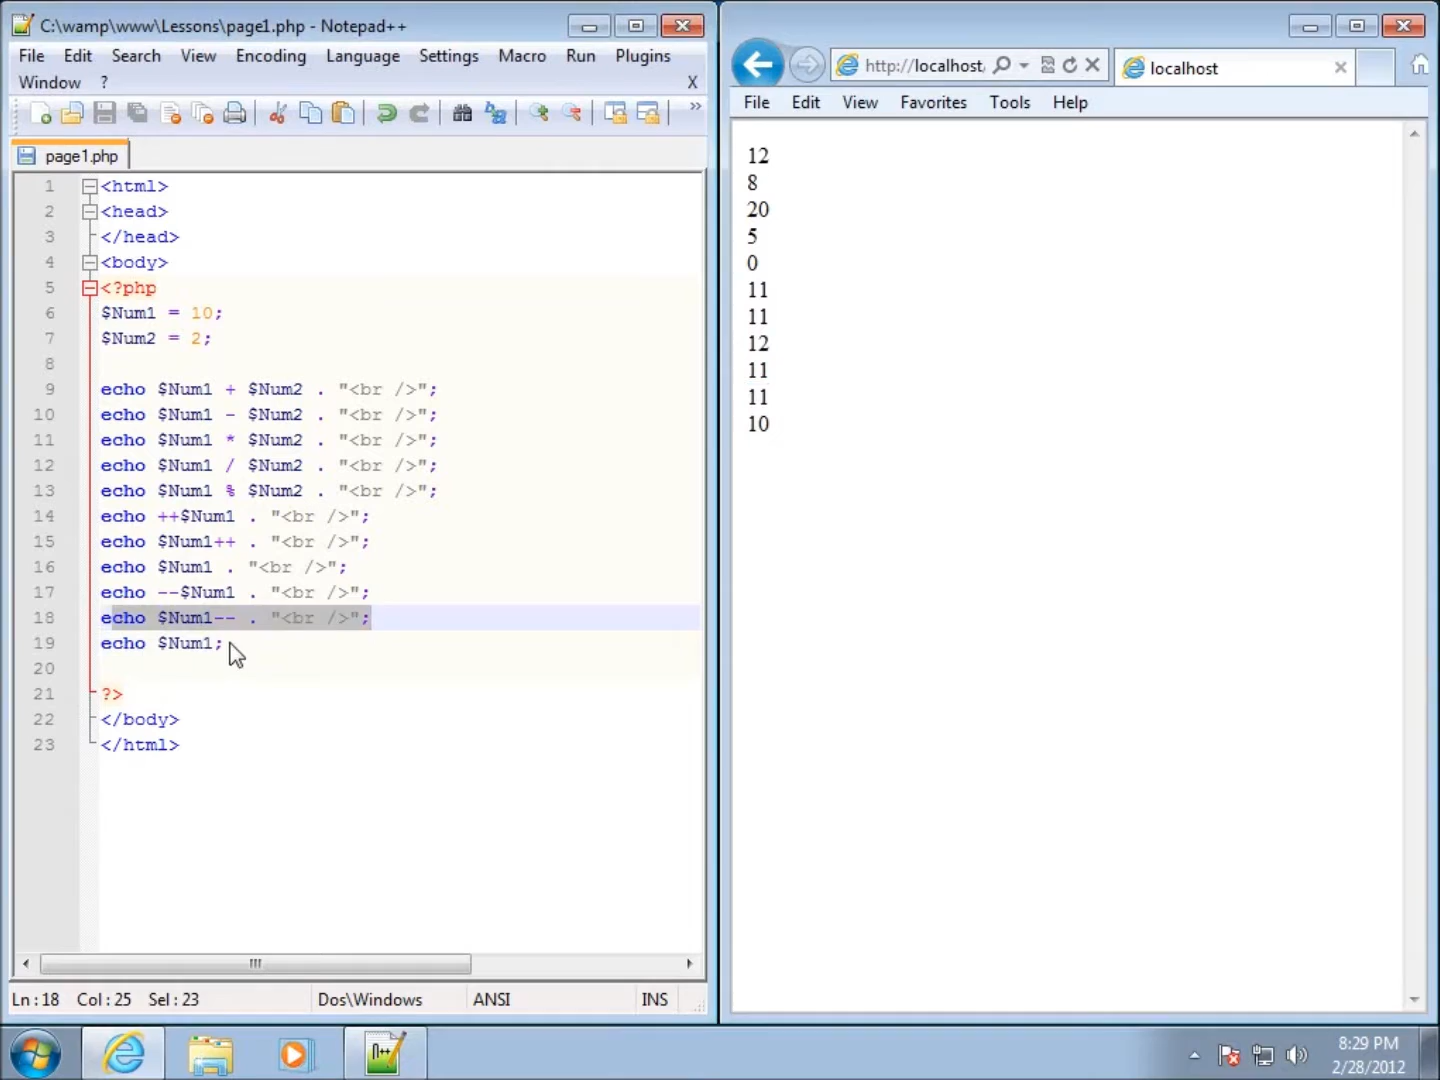 C:\wamp\www\Lessons\page1.php - Notepad++
File Edit Search View Encoding Language Settings Macro Run Plugins
Window ? X
page1.php
1 <html>
2 <head>
3 </head>
4 <body>
5 <?php
6 $Num1 = 10;
7 $Num2 = 2;
8
9 echo $Num1 + $Num2 . "<br />";
10 echo $Num1 - $Num2 . "<br />";
11 echo $Num1 * $Num2 . "<br />";
12 echo $Num1 / $Num2 . "<br />";
13 echo $Num1 % $Num2 . "<br />";
14 echo ++$Num1 . "<br />";
15 echo $Num1++ . "<br />";
16 echo $Num1 . "<br />";
17 echo --$Num1 . "<br />";
18 echo $Num1-- . "<br />";
19 echo $Num1;
20
21 ?>
22 </body>
23 </html>
Ln : 18 Col : 25 Sel : 23 Dos\Windows ANSI INS
http://localhost
localhost
File Edit View Favorites Tools Help
12
8
20
5
0
11
11
12
11
11
10
8:29 PM
2/28/2012